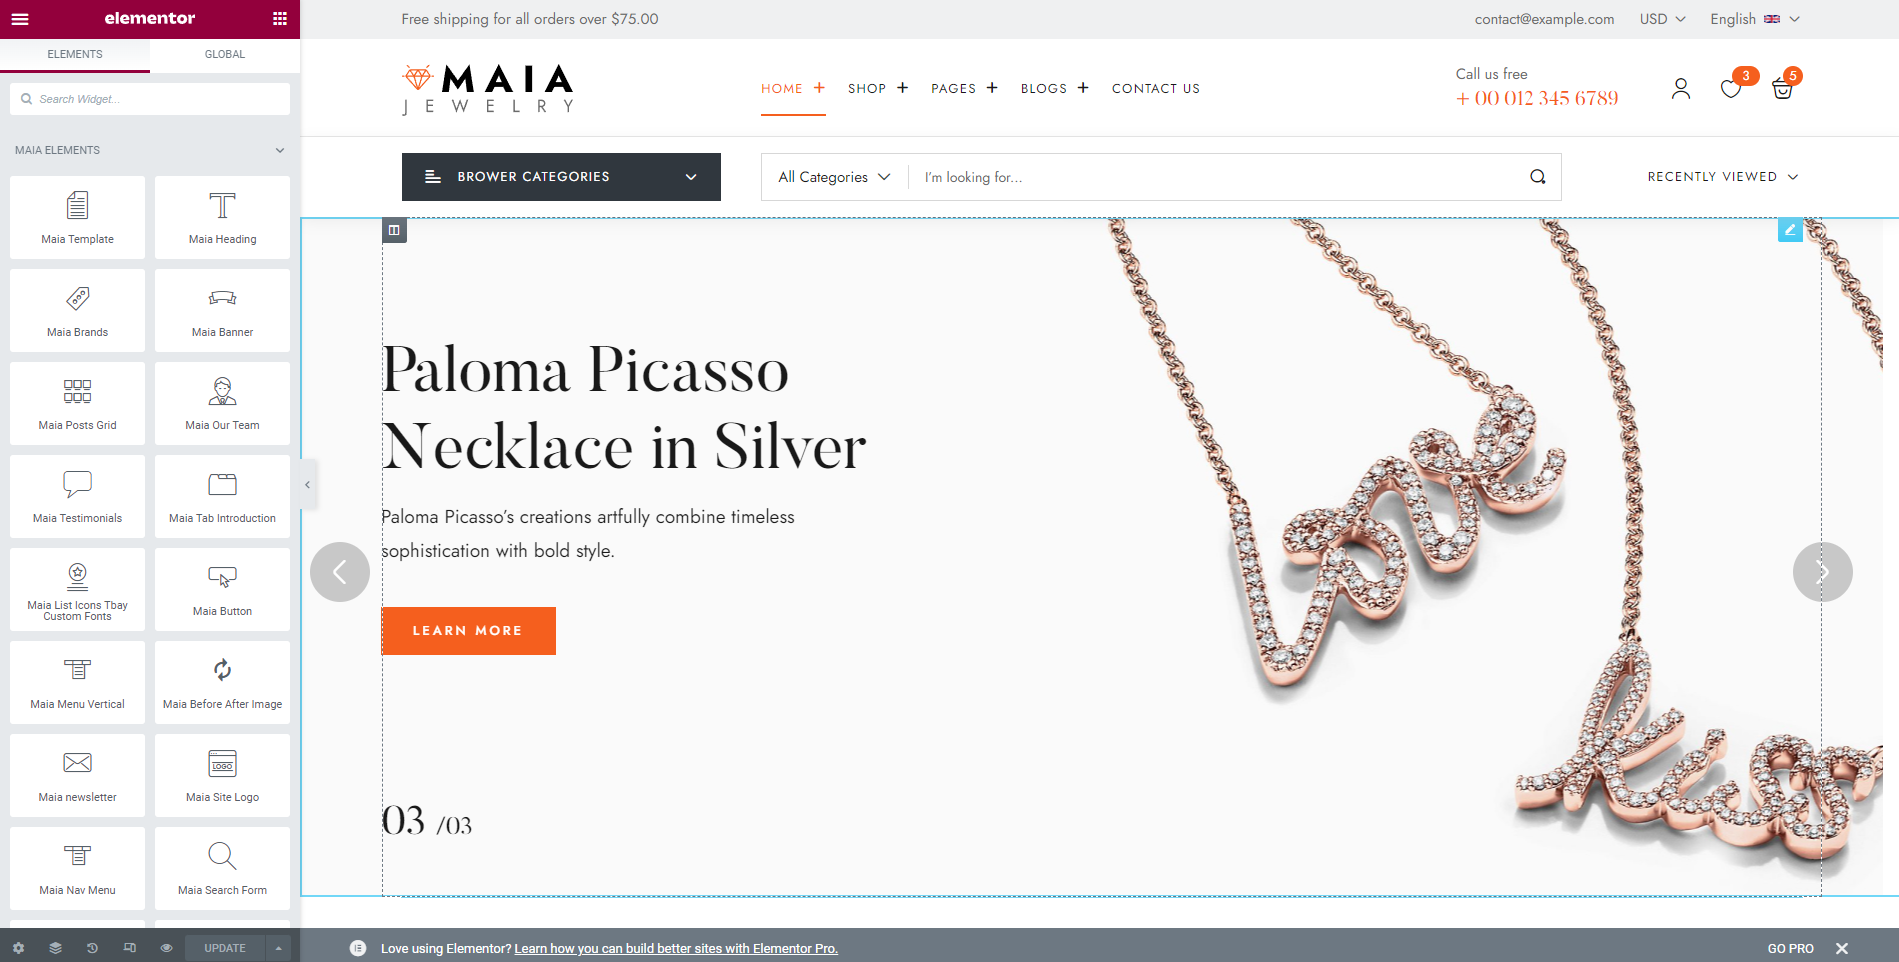 elementor
ELEMENTS
GLOBAL
Search Widget...
MAIA ELEMENTS
Maia Template
Maia Heading
Maia Brands
Maia Banner
Maia Posts Grid
Maia Our Team
Maia Testimonials
Maia Tab Introduction
Maia List Icons Tbay
Custom Fonts
Maia Button
Maia Menu Vertical
Maia Before After Image
Maia newsletter
LOGO
Maia Site Logo
Maia Nav Menu
Maia Search Form
UPDATE
Free shipping for all orders over $75.00
contact@example.com
USD
English
MAIA
JEWELRY
HOME +
SHOP +
PAGES +
BLOGS +
CONTACT US
Call us free
+ 00 012 345 6789
3
5
BROWER CATEGORIES
All Categories
I'm looking for...
RECENTLY VIEWED
Paloma Picasso
Necklace in Silver
Paloma Picasso's creations artfully combine timeless
sophistication with bold style.
LEARN MORE
03 /03
love
kiss
Love using Elementor? Learn how you can build better sites with Elementor Pro.
GO PRO